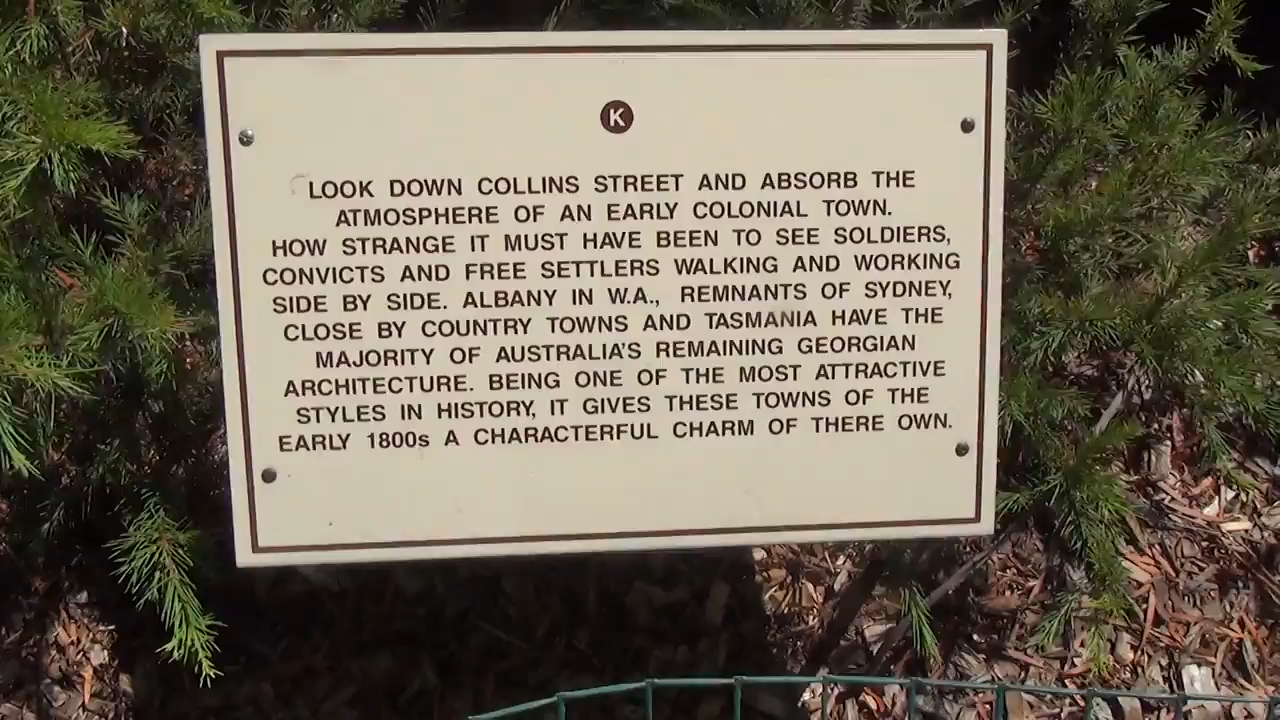 K
LOOK DOWN COLLINS STREET AND ABSORB THE
ATMOSPHERE OF AN EARLY COLONIAL TOWN.
HOW STRANGE IT MUST HAVE BEEN TO SEE SOLDIERS,
CONVICTS AND FREE SETTLERS WALKING AND WORKING
SIDE BY SIDE. ALBANY IN W.A., REMNANTS OF SYDNEY,
CLOSE BY COUNTRY TOWNS AND TASMANIA HAVE THE
MAJORITY OF AUSTRALIA'S REMAINING GEORGIAN
ARCHITECTURE. BEING ONE OF THE MOST ATTRACTIVE
STYLES IN HISTORY, IT GIVES THESE TOWNS OF THE
EARLY 1800s A CHARACTERFUL CHARM OF THERE OWN.